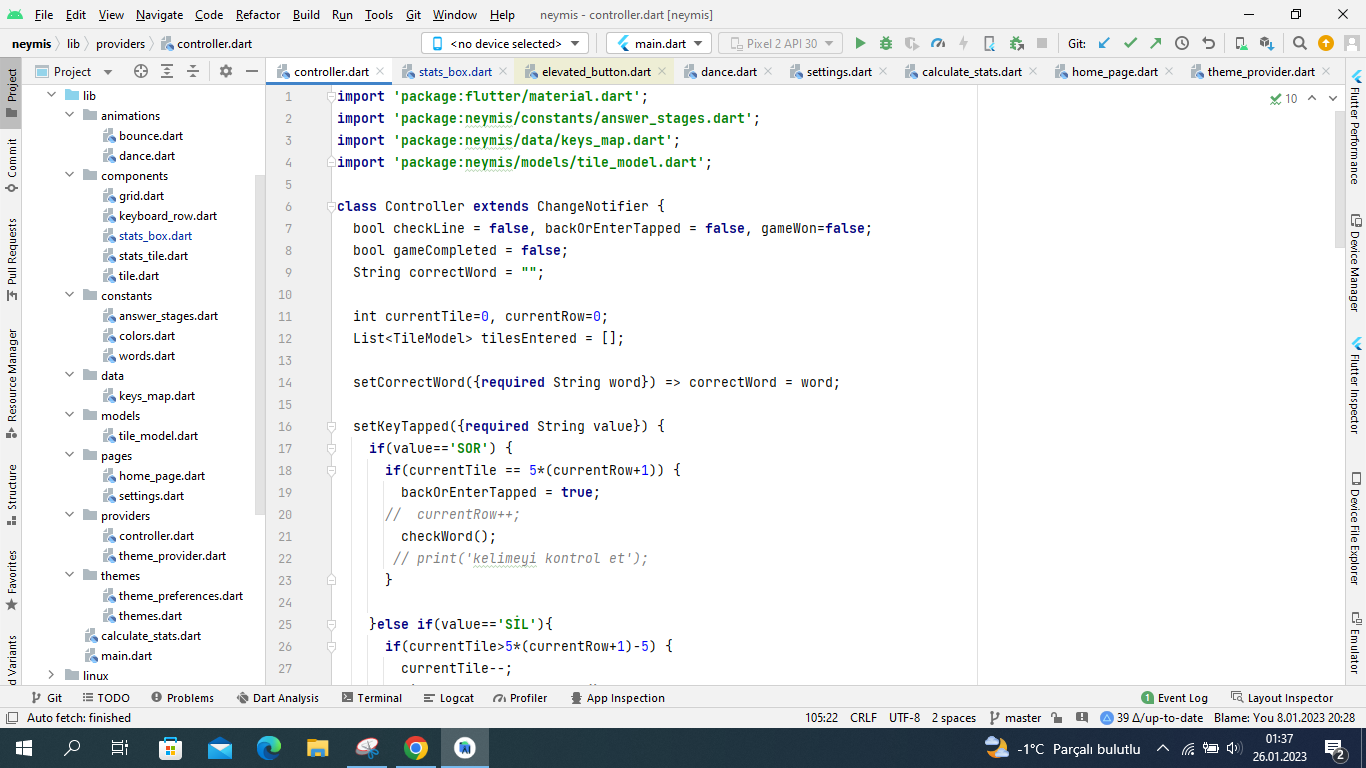 File Edit View Navigate Code Refactor Build Run Tools Git Window Help neymis - controller.dart [neymis]
neymis lib providers controller.dart <no device selected> main.dart Pixel 2 API 30 Git:
Project controller.dart stats_box.dart elevated_button.dart dance.dart settings.dart calculate_stats.dart home_page.dart theme_provider.dart
Project
Commit
Pull Requests
Resource Manager
Structure
Favorites
d Variants
lib
animations
bounce.dart
dance.dart
components
grid.dart
keyboard_row.dart
stats_box.dart
stats_tile.dart
tile.dart
constants
answer_stages.dart
colors.dart
words.dart
data
keys_map.dart
models
tile_model.dart
pages
home_page.dart
settings.dart
providers
controller.dart
theme_provider.dart
themes
theme_preferences.dart
themes.dart
calculate_stats.dart
main.dart
linux
1 import 'package:flutter/material.dart';
2 import 'package:neymis/constants/answer_stages.dart';
3 import 'package:neymis/data/keys_map.dart';
4 import 'package:neymis/models/tile_model.dart';
5
6 class Controller extends ChangeNotifier {
7 bool checkLine = false, backOrEnterTapped = false, gameWon=false;
8 bool gameCompleted = false;
9 String correctWord = "";
10
11 int currentTile=0, currentRow=0;
12 List<TileModel> tilesEntered = [];
13
14 setCorrectWord({required String word}) => correctWord = word;
15
16 setKeyTapped({required String value}) {
17 if(value=='SOR') {
18 if(currentTile == 5*(currentRow+1)) {
19 backOrEnterTapped = true;
20 // currentRow++;
21 checkWord();
22 // print('kelimeyi kontrol et');
23 }
24
25 }else if(value=='SİL'){
26 if(currentTile>5*(currentRow+1)-5) {
27 currentTile--;
10
Flutter Performance
Device Manager
Flutter Inspector
Device File Explorer
Emulator
Git TODO Problems Dart Analysis Terminal Logcat Profiler App Inspection 1 Event Log Layout Inspector
Auto fetch: finished 105:22 CRLF UTF-8 2 spaces master 39 Δ/up-to-date Blame: You 8.01.2023 20:28
-1°C Parçalı bulutlu 01:37
26.01.2023 2